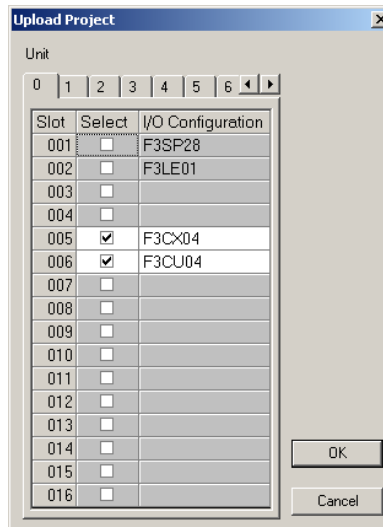 Upload Project
Unit
0 1 2 3 4 5 6
Slot Select I/O Configuration
001 F3SP28
002 F3LE01
003
004
005 F3CX04
006 F3CU04
007
008
009
010
011
012
013
014
015
016
OK
Cancel